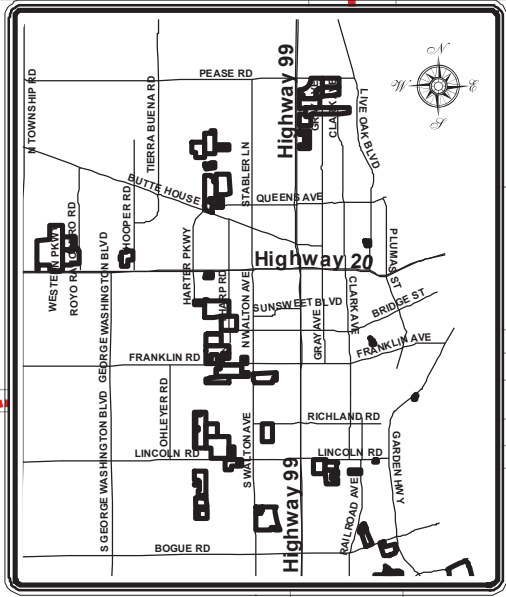 N TOWNSHIP RD
TIERRA BUENA RD
PEASE RD
Highway 99
CLARK
LIVE OAK BLVD
N
W
E
S
STABLER LN
BUTTE HOUSE
QUEENS AVE
HOOPER RD
WESTERN PKWY
GEORGE WASHINGTON BLVD
HARTER PKWY
HARP RD
Highway 20
PLUMAS ST
N WALTON AVE
SUNSWEET BLVD
CLARK AVE
BRIDGE ST
GRAY AVE
FRANKLIN RD
FRANKLIN AVE
OHLEYER RD
S GEORGE WASHINGTON BLVD
S WALTON AVE
RICHLAND RD
LINCOLN RD
LINCOLN RD
GARDEN HWY
Highway 99
RAILROAD AVE
BOGUE RD